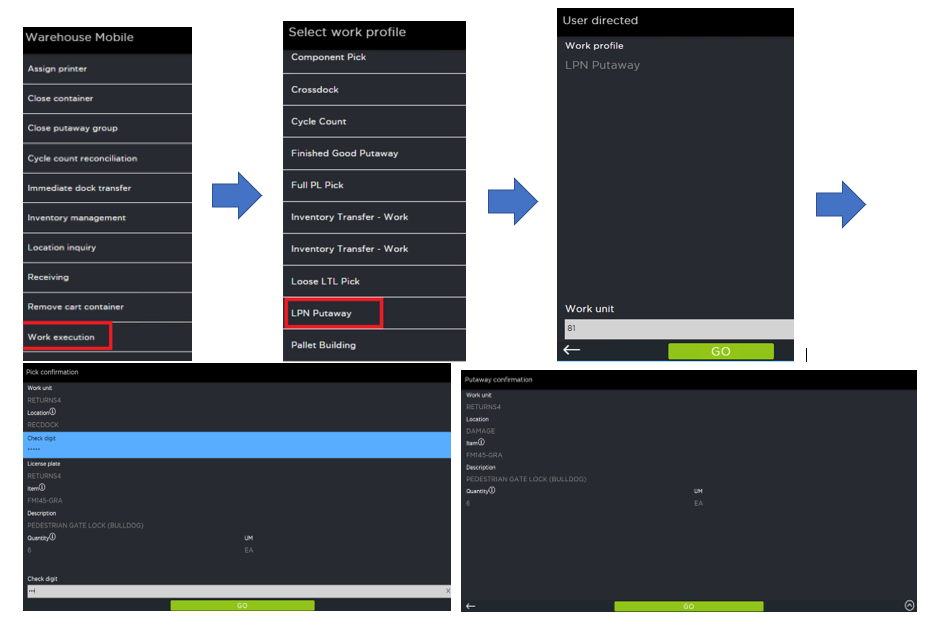 Warehouse Mobile
Assign printer
Close container
Close putaway group
Cycle count reconciliation
Immediate dock transfer
Inventory management
Location inquiry
Receiving
Remove cart container
Work execution
Select work profile
Component Pick
Crossdock
Cycle Count
Finished Good Putaway
Full PL Pick
Inventory Transfer - Work
Inventory Transfer - Work
Loose LTL Pick
LPN Putaway
Pallet Building
User directed
Work profile
LPN Putaway
Work unit
81
GO
Pick confirmation
Work unit
RETURNS4
Location
RECDOCK
Check digit
•••••
License plate
RETURNS4
Item
FM145-GRA
Description
PEDESTRIAN GATE LOCK (BULLDOG)
Quantity UM
6 EA
Check digit
X
GO
Putaway confirmation
Work unit
RETURNS4
Location
DAMAGE
Item
FM145-GRA
Description
PEDESTRIAN GATE LOCK (BULLDOG)
Quantity UM
6 EA
GO